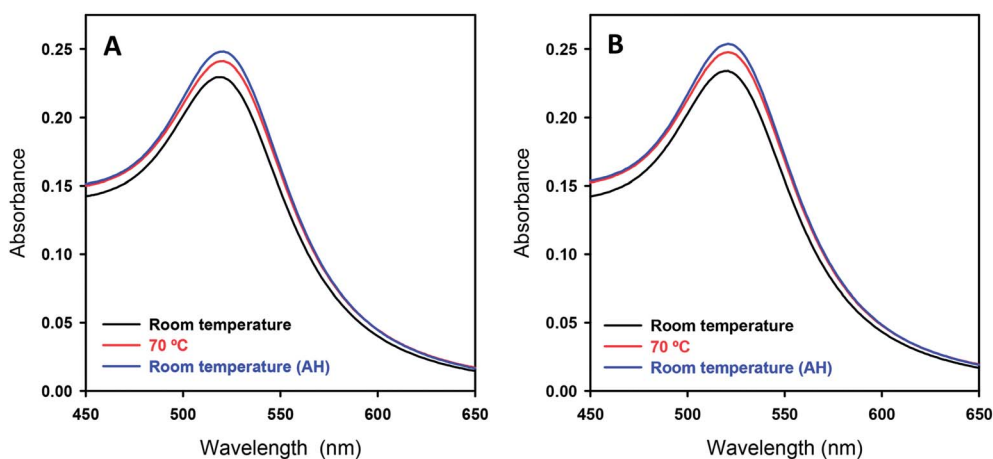 A
Absorbance
0.25
0.20
0.15
0.10
0.05
0.00
Room temperature
70 ºC
Room temperature (AH)
450 500 550 600 650
Wavelength (nm)
B
Absorbance
0.25
0.20
0.15
0.10
0.05
0.00
Room temperature
70 ºC
Room temperature (AH)
450 500 550 600 650
Wavelength (nm)